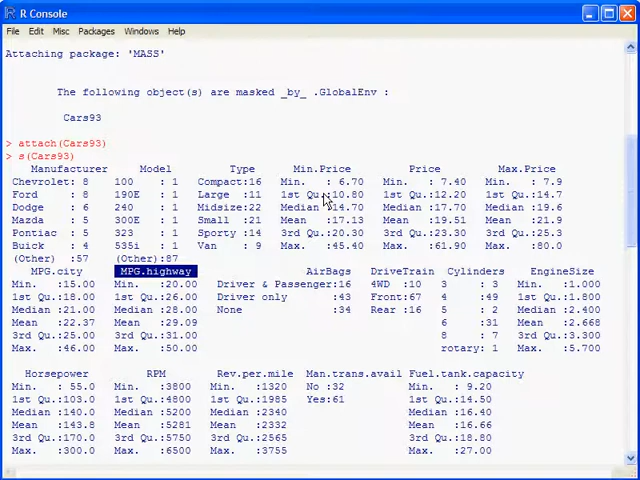 R Console
File Edit Misc Packages Windows Help
Attaching package: 'MASS'
The following object(s) are masked _by_ .GlobalEnv :
Cars93
> attach(Cars93)
> s(Cars93)
Manufacturer Model Type Min.Price Price Max.Price
Chevrolet: 8 100 : 1 Compact:16 Min. : 6.70 Min. : 7.40 Min. : 7.9
Ford : 8 190E : 1 Large :11 1st Qu.:10.80 1st Qu.:12.20 1st Qu.:14.7
Dodge : 6 240 : 1 Midsize:22 Median :14.70 Median :17.70 Median :19.6
Mazda : 5 300E : 1 Small :21 Mean :17.13 Mean :19.51 Mean :21.9
Pontiac : 5 323 : 1 Sporty :14 3rd Qu.:20.30 3rd Qu.:23.30 3rd Qu.:25.3
Buick : 4 535i : 1 Van : 9 Max. :45.40 Max. :61.90 Max. :80.0
(Other) :57 (Other):87
MPG.city MPG.highway AirBags DriveTrain Cylinders EngineSize
Min. :15.00 Min. :20.00 Driver & Passenger:16 4WD :10 3 : 3 Min. :1.000
1st Qu.:18.00 1st Qu.:26.00 Driver only :43 Front:67 4 :49 1st Qu.:1.800
Median :21.00 Median :28.00 None :34 Rear :16 5 : 2 Median :2.400
Mean :22.37 Mean :29.09 6 :31 Mean :2.668
3rd Qu.:25.00 3rd Qu.:31.00 8 : 7 3rd Qu.:3.300
Max. :46.00 Max. :50.00 rotary: 1 Max. :5.700
Horsepower RPM Rev.per.mile Man.trans.avail Fuel.tank.capacity
Min. : 55.0 Min. :3800 Min. :1320 No :32 Min. : 9.20
1st Qu.:103.0 1st Qu.:4800 1st Qu.:1985 Yes:61 1st Qu.:14.50
Median :140.0 Median :5200 Median :2340 Median :16.40
Mean :143.8 Mean :5281 Mean :2332 Mean :16.66
3rd Qu.:170.0 3rd Qu.:5750 3rd Qu.:2565 3rd Qu.:18.80
Max. :300.0 Max. :6500 Max. :3755 Max. :27.00